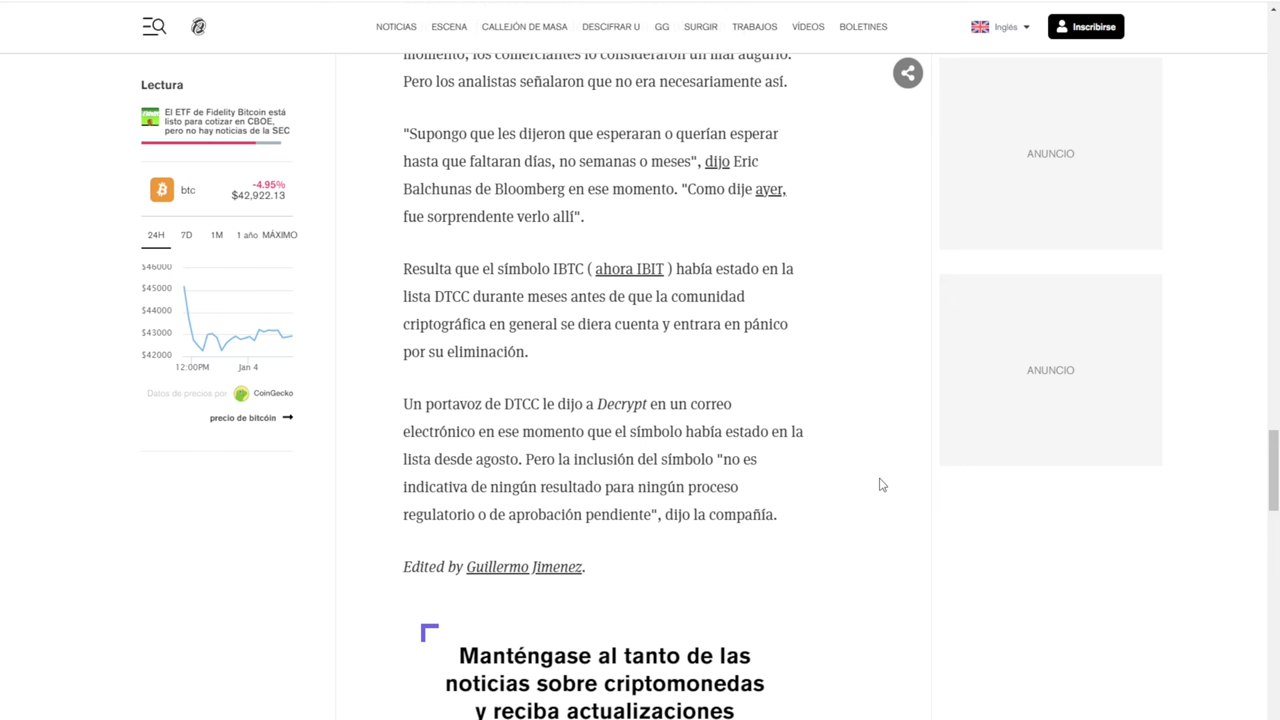 NOTICIAS ESCENA CALLEJÓN DE MASA DESCIFRAR U GG SURGIR TRABAJOS VÍDEOS BOLETINES
Inglés
Inscribirse
Lectura
El ETF de Fidelity Bitcoin está
listo para cotizar en CBOE,
pero no hay noticias de la SEC
btc
-4.95%
$42,922.13
24H 7D 1M 1 año MÁXIMO
$46000
$45000
$44000
$43000
$42000
12:00PM Jan 4
Datos de precios por CoinGecko
precio de bitcóin
momento, los comerciantes lo consideraron un mal augurio.
Pero los analistas señalaron que no era necesariamente así.
"Supongo que les dijeron que esperaran o querían esperar
hasta que faltaran días, no semanas o meses", dijo Eric
Balchunas de Bloomberg en ese momento. "Como dije ayer,
fue sorprendente verlo allí".
Resulta que el símbolo IBTC ( ahora IBIT ) había estado en la
lista DTCC durante meses antes de que la comunidad
criptográfica en general se diera cuenta y entrara en pánico
por su eliminación.
Un portavoz de DTCC le dijo a Decrypt en un correo
electrónico en ese momento que el símbolo había estado en la
lista desde agosto. Pero la inclusión del símbolo "no es
indicativa de ningún resultado para ningún proceso
regulatorio o de aprobación pendiente", dijo la compañía.
Edited by Guillermo Jimenez.
Manténgase al tanto de las
noticias sobre criptomonedas
y reciba actualizaciones
ANUNCIO
ANUNCIO